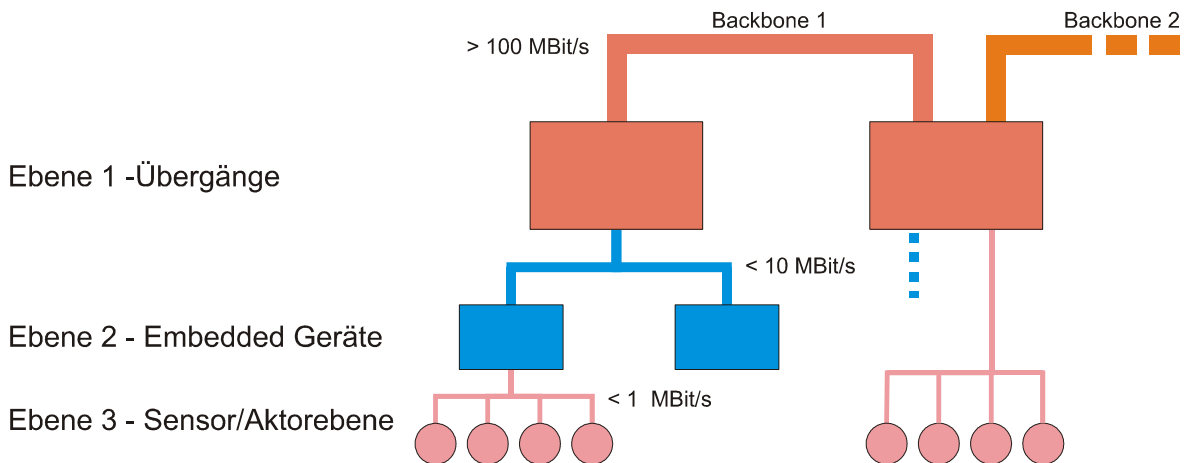 Backbone 1
Backbone 2
> 100 MBit/s
Ebene 1 -Übergänge
< 10 MBit/s
Ebene 2 - Embedded Geräte
< 1 MBit/s
Ebene 3 - Sensor/Aktorebene